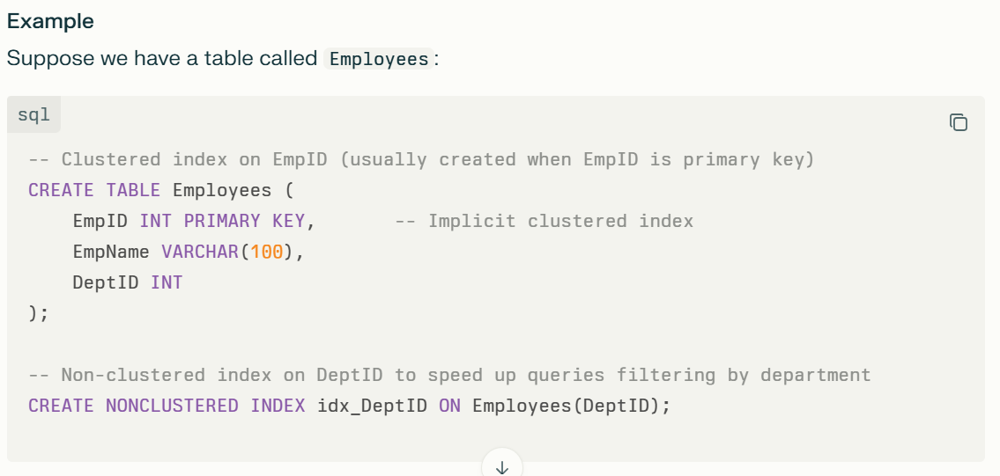 Example
Suppose we have a table called Employees:
sql
-- Clustered index on EmpID (usually created when EmpID is primary key)
CREATE TABLE Employees (
    EmpID INT PRIMARY KEY,       -- Implicit clustered index
    EmpName VARCHAR(100),
    DeptID INT
);
-- Non-clustered index on DeptID to speed up queries filtering by department
CREATE NONCLUSTERED INDEX idx_DeptID ON Employees(DeptID);